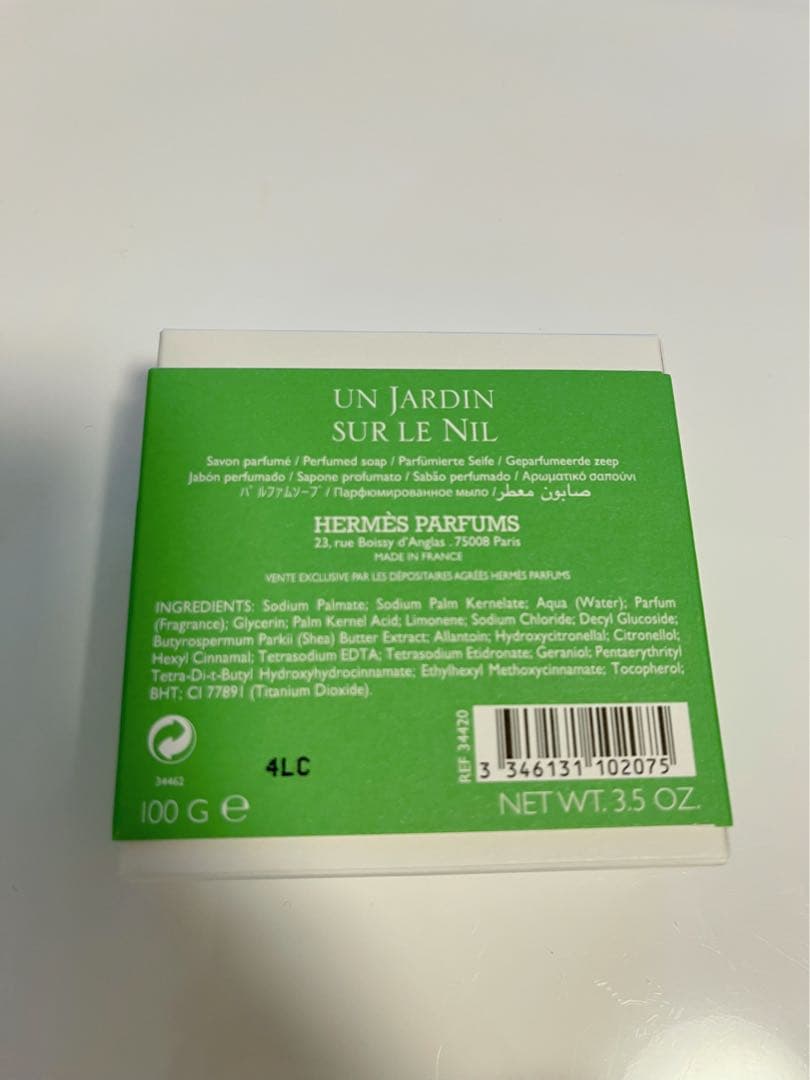 UN JARDIN
SUR LE NIL
Savon parfumé / Perfumed soap / Parfümierte Seife / Geparfumeerde zeep
Jabón perfumado / Sapone profumato / Sabão perfumado / Αρωματικό σαπούνι
パルファムソープ / Парфюмированное мыло / صابون معطر
HERMÈS PARFUMS
23, rue Boissy d'Anglas . 75008 Paris
MADE IN FRANCE
VENTE EXCLUSIVE PAR LES DÉPOSITAIRES AGRÉÉS HERMÈS PARFUMS
INGREDIENTS: Sodium Palmate; Sodium Palm Kernelate; Aqua (Water); Parfum
(Fragrance); Glycerin; Palm Kernel Acid; Limonene; Sodium Chloride; Decyl Glucoside;
Butyrospermum Parkii (Shea) Butter Extract; Allantoin; Hydroxycitronellal; Citronellol;
Hexyl Cinnamal; Tetrasodium EDTA; Tetrasodium Etidronate; Geraniol; Pentaerythrityl
Tetra-Di-t-Butyl Hydroxyhydrocinnamate; Ethylhexyl Methoxycinnamate; Tocopherol;
BHT; CI 77891 (Titanium Dioxide).
34462
4LC
REF 34420
3 346131 102075
100 G e
NET WT. 3.5 OZ.